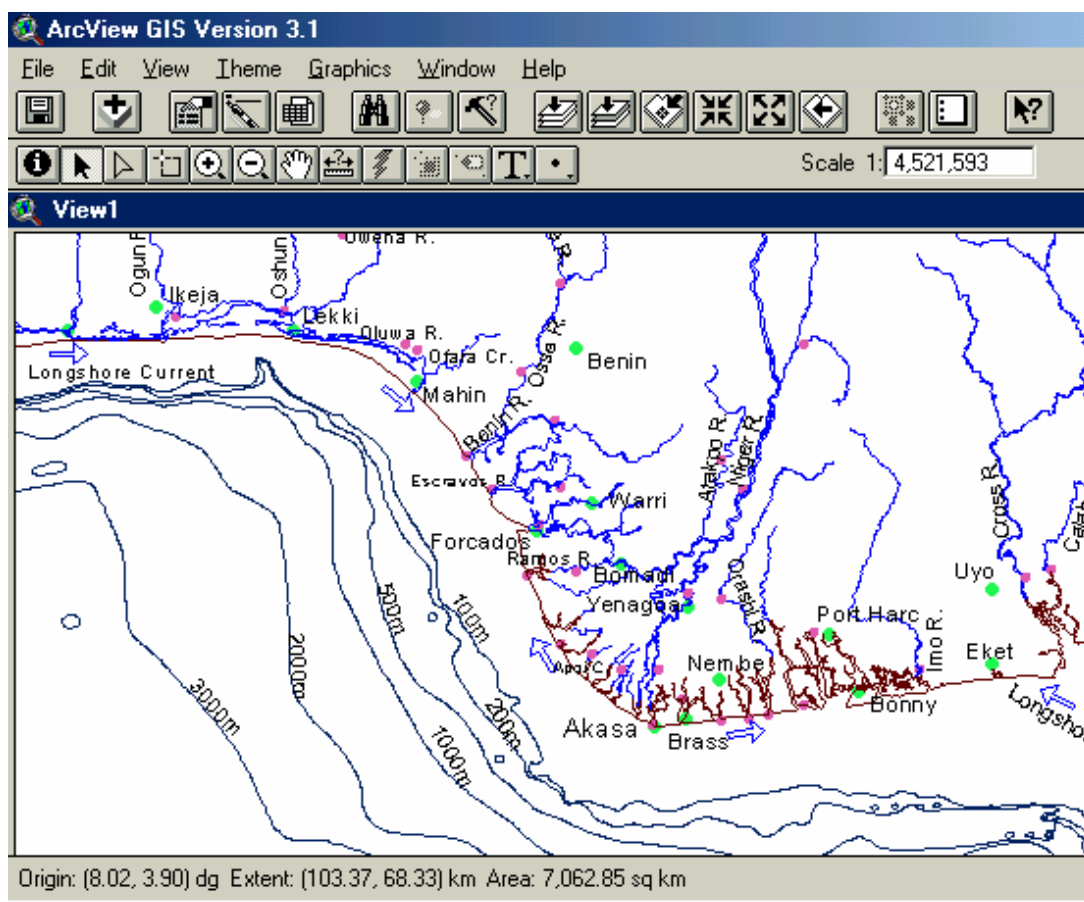 ArcView GIS Version 3.1
File Edit View Theme Graphics Window Help
Scale 1: 4,521,593
View1
Owena R.
Oshun
Ikeja
Lekki
Oluwa R.
Ofara Cr.
Benin
Ossa R.
Longshore Current
Mahin
Benin R.
Atakpo R.
Niger R.
Escravos R.
Warri
Cross R.
Forcados
Ramos R.
Bomadi
Uyo
Yenagoa
Orashi R.
Port Harc
Imo R.
100m
500m
Nembe
Eket
2000m
Bonny
3000m
200m
Akasa
Brass
1000m
Origin: (8.02, 3.90) dg Extent: (103.37, 68.33) km Area: 7,062.85 sq km